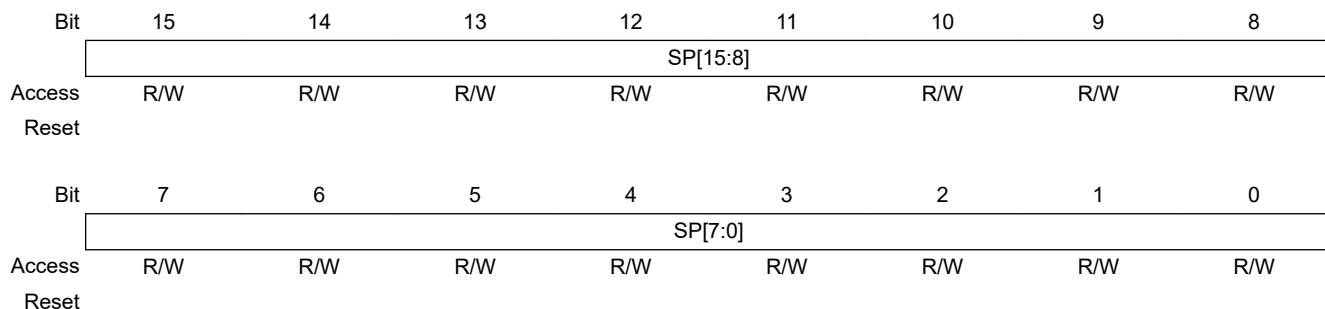 Bit 15 14 13 12 11 10 9 8
SP[15:8]
Access R/W R/W R/W R/W R/W R/W R/W R/W
Reset
Bit 7 6 5 4 3 2 1 0
SP[7:0]
Access R/W R/W R/W R/W R/W R/W R/W R/W
Reset